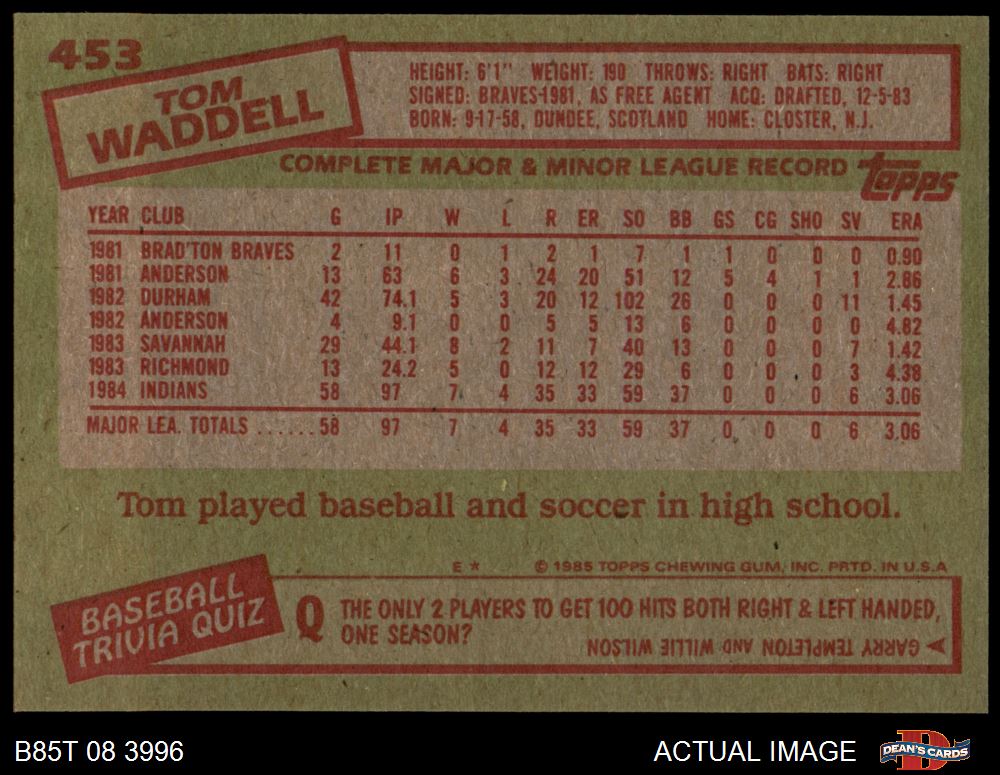 453
TOM
WADDELL
HEIGHT: 6'1" WEIGHT: 190 THROWS: RIGHT BATS: RIGHT
SIGNED: BRAVES-1981, AS FREE AGENT ACQ: DRAFTED, 12-5-83
BORN: 9-17-58, DUNDEE, SCOTLAND HOME: CLOSTER, N.J.
COMPLETE MAJOR & MINOR LEAGUE RECORD
Topps
YEAR CLUB G IP W L R ER SO BB GS CG SHO SV ERA
1981 BRAD'TON BRAVES 2 11 0 1 2 1 7 1 1 0 0 0 0.90
1981 ANDERSON 13 63 6 3 24 20 51 12 5 4 1 1 2.86
1982 DURHAM 42 74.1 5 3 20 12 102 26 0 0 0 11 1.45
1982 ANDERSON 4 9.1 0 0 5 5 13 6 0 0 0 0 4.82
1983 SAVANNAH 29 44.1 8 2 11 7 40 13 0 0 0 7 1.42
1983 RICHMOND 13 24.2 5 0 12 12 29 6 0 0 0 3 4.38
1984 INDIANS 58 97 7 4 35 33 59 37 0 0 0 6 3.06
MAJOR LEA. TOTALS ......58 97 7 4 35 33 59 37 0 0 0 6 3.06
Tom played baseball and soccer in high school.
E * © 1985 TOPPS CHEWING GUM, INC. PRTD. IN U.S.A
BASEBALL
TRIVIA QUIZ
Q THE ONLY 2 PLAYERS TO GET 100 HITS BOTH RIGHT & LEFT HANDED,
ONE SEASON?
GARRY TEMPLETON AND WILLIE WILSON
B85T 08 3996
ACTUAL IMAGE
D
DEAN'S CARDS